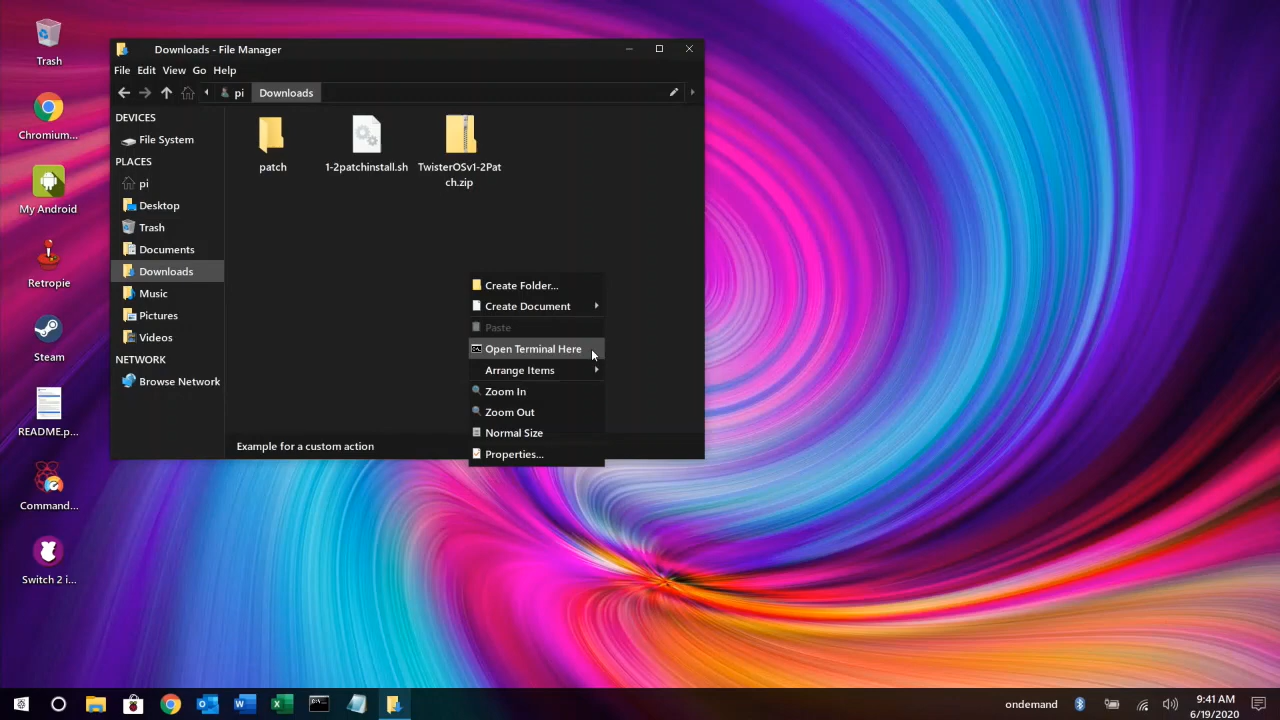 Trash
Chromium...
My Android
Retropie
Steam
README.p...
Command...
Switch 2 i...
Downloads - File Manager
File Edit View Go Help
pi Downloads
DEVICES
File System
PLACES
pi
Desktop
Trash
Documents
Downloads
Music
Pictures
Videos
NETWORK
Browse Network
patch
1-2patchinstall.sh
TwisterOSv1-2Pat
ch.zip
Create Folder...
Create Document
Paste
Open Terminal Here
Arrange Items
Zoom In
Zoom Out
Normal Size
Properties...
Example for a custom action
ondemand
9:41 AM
6/19/2020